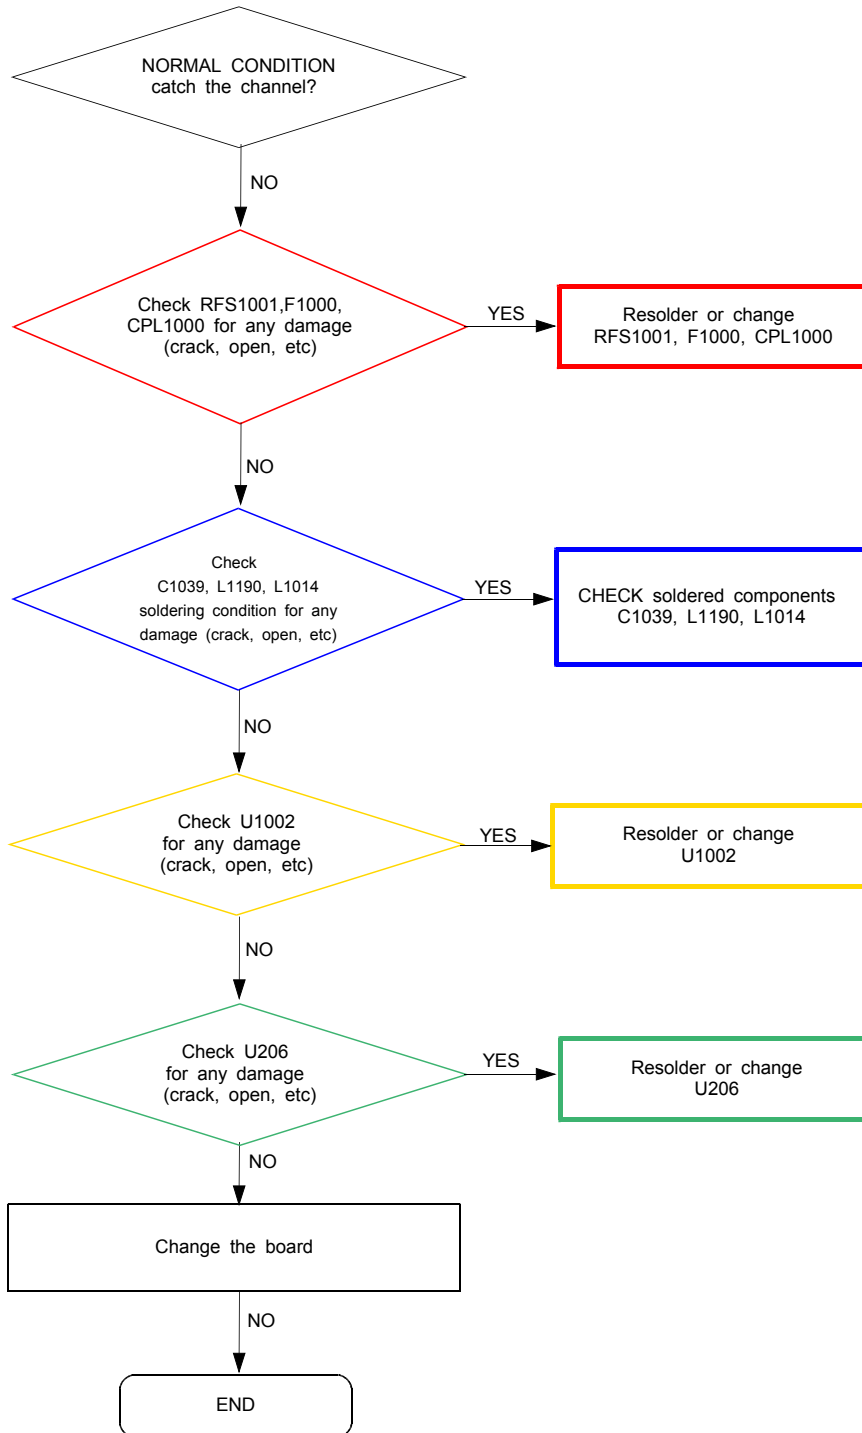 NORMAL CONDITION
catch the channel?
NO
Check RFS1001,F1000,
CPL1000 for any damage
(crack, open, etc)
YES
Resolder or change
RFS1001, F1000, CPL1000
NO
Check
C1039, L1190, L1014
soldering condition for any
damage (crack, open, etc)
YES
CHECK soldered components
C1039, L1190, L1014
NO
Check U1002
for any damage
(crack, open, etc)
YES
Resolder or change
U1002
NO
Check U206
for any damage
(crack, open, etc)
YES
Resolder or change
U206
NO
Change the board
NO
END